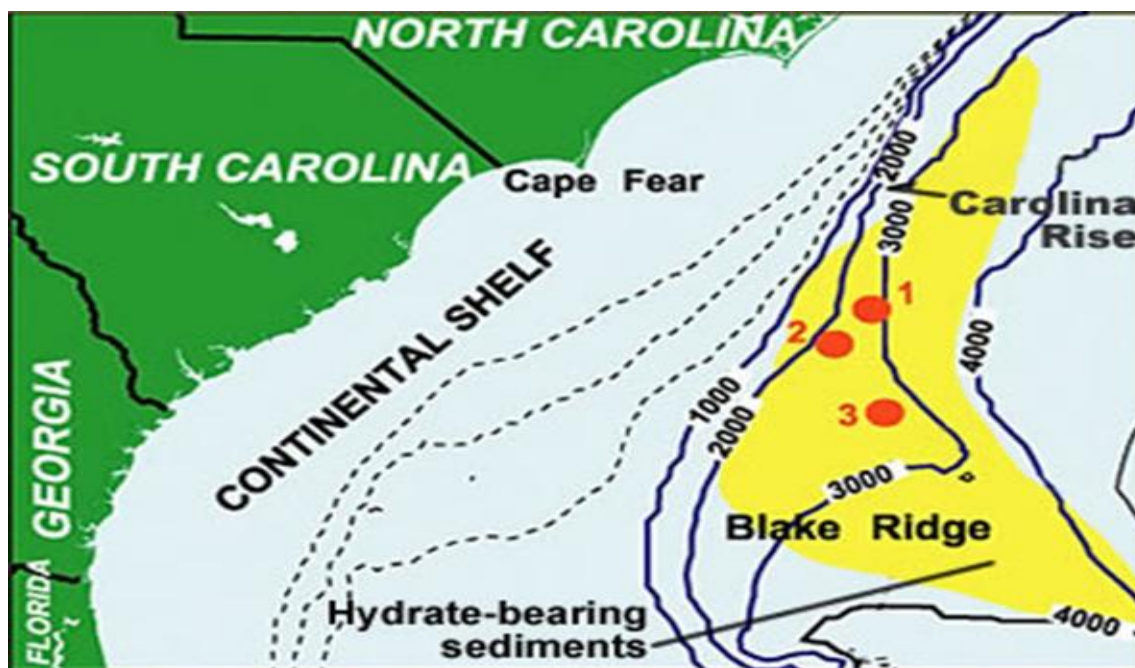 NORTH CAROLINA
SOUTH CAROLINA
Cape Fear
2000
Carolina
Rise
3000
CONTINENTAL SHELF
1
2
4000
1000
2000
3
GEORGIA
3000
Blake Ridge
FLORIDA
Hydrate-bearing
sediments
4000